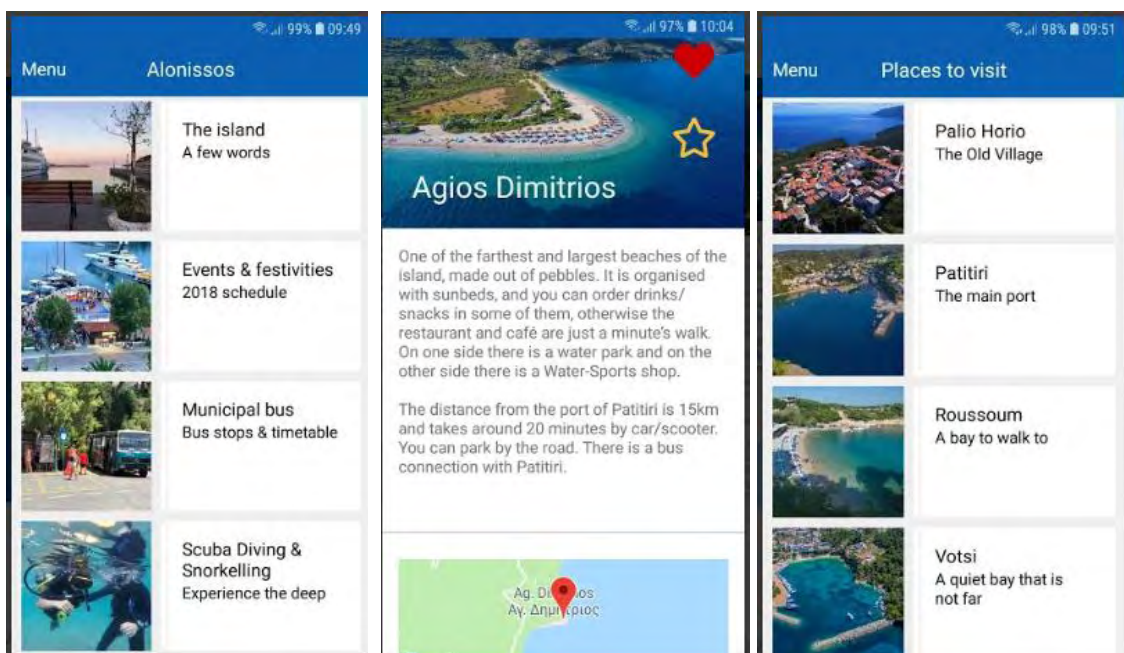 99% 09:49
Menu Alonissos
The island
A few words
Events & festivities
2018 schedule
Municipal bus
Bus stops & timetable
Scuba Diving &
Snorkelling
Experience the deep
97% 10:04
Agios Dimitrios
One of the farthest and largest beaches of the
island, made out of pebbles. It is organised
with sunbeds, and you can order drinks/
snacks in some of them, otherwise the
restaurant and café are just a minute's walk.
On one side there is a water park and on the
other side there is a Water-Sports shop.
The distance from the port of Patitiri is 15km
and takes around 20 minutes by car/scooter.
You can park by the road. There is a bus
connection with Patitiri.
Ag.
Αγ.
98% 09:51
Menu Places to visit
Palio Horio
The Old Village
Patitiri
The main port
Roussoum
A bay to walk to
Votsi
A quiet bay that is
not far